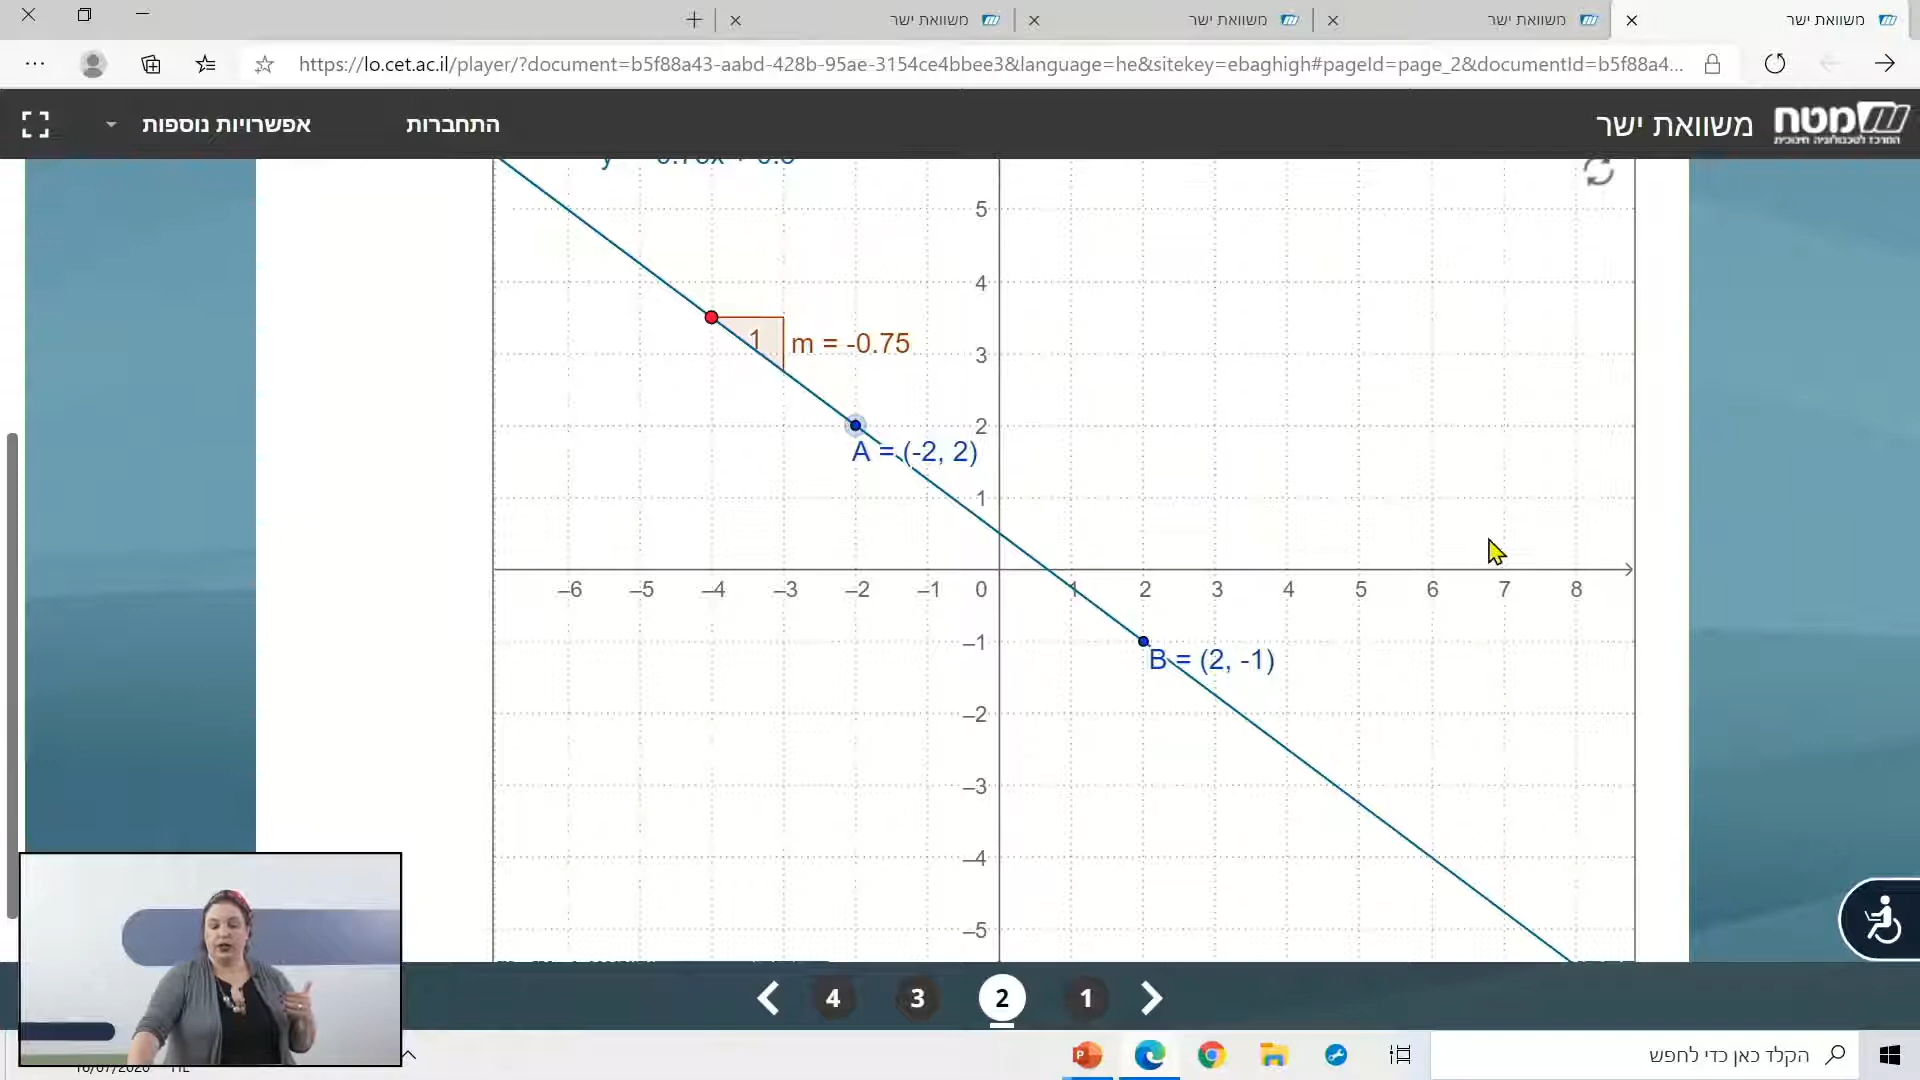 משוואת ישר
משוואת ישר
משוואת ישר
משוואת ישר
https://lo.cet.ac.il/player/?document=b5f88a43-aabd-428b-95ae-3154ce4bbee3&language=he&sitekey=ebaghigh#pageId=page_2&documentId=b5f88a4...
מטח
המרכז לטכנולוגיה חינוכית
משוואת ישר
התחברות
אפשרויות נוספות
5
4
3
2
1
m = -0.75
1
A = (-2, 2)
–6 –5 –4 –3 –2 –1 0 1 2 3 4 5 6 7 8
–1
B = (2, -1)
–2
–3
–4
–5
4 3 2 1
הקלד כאן כדי לחפש